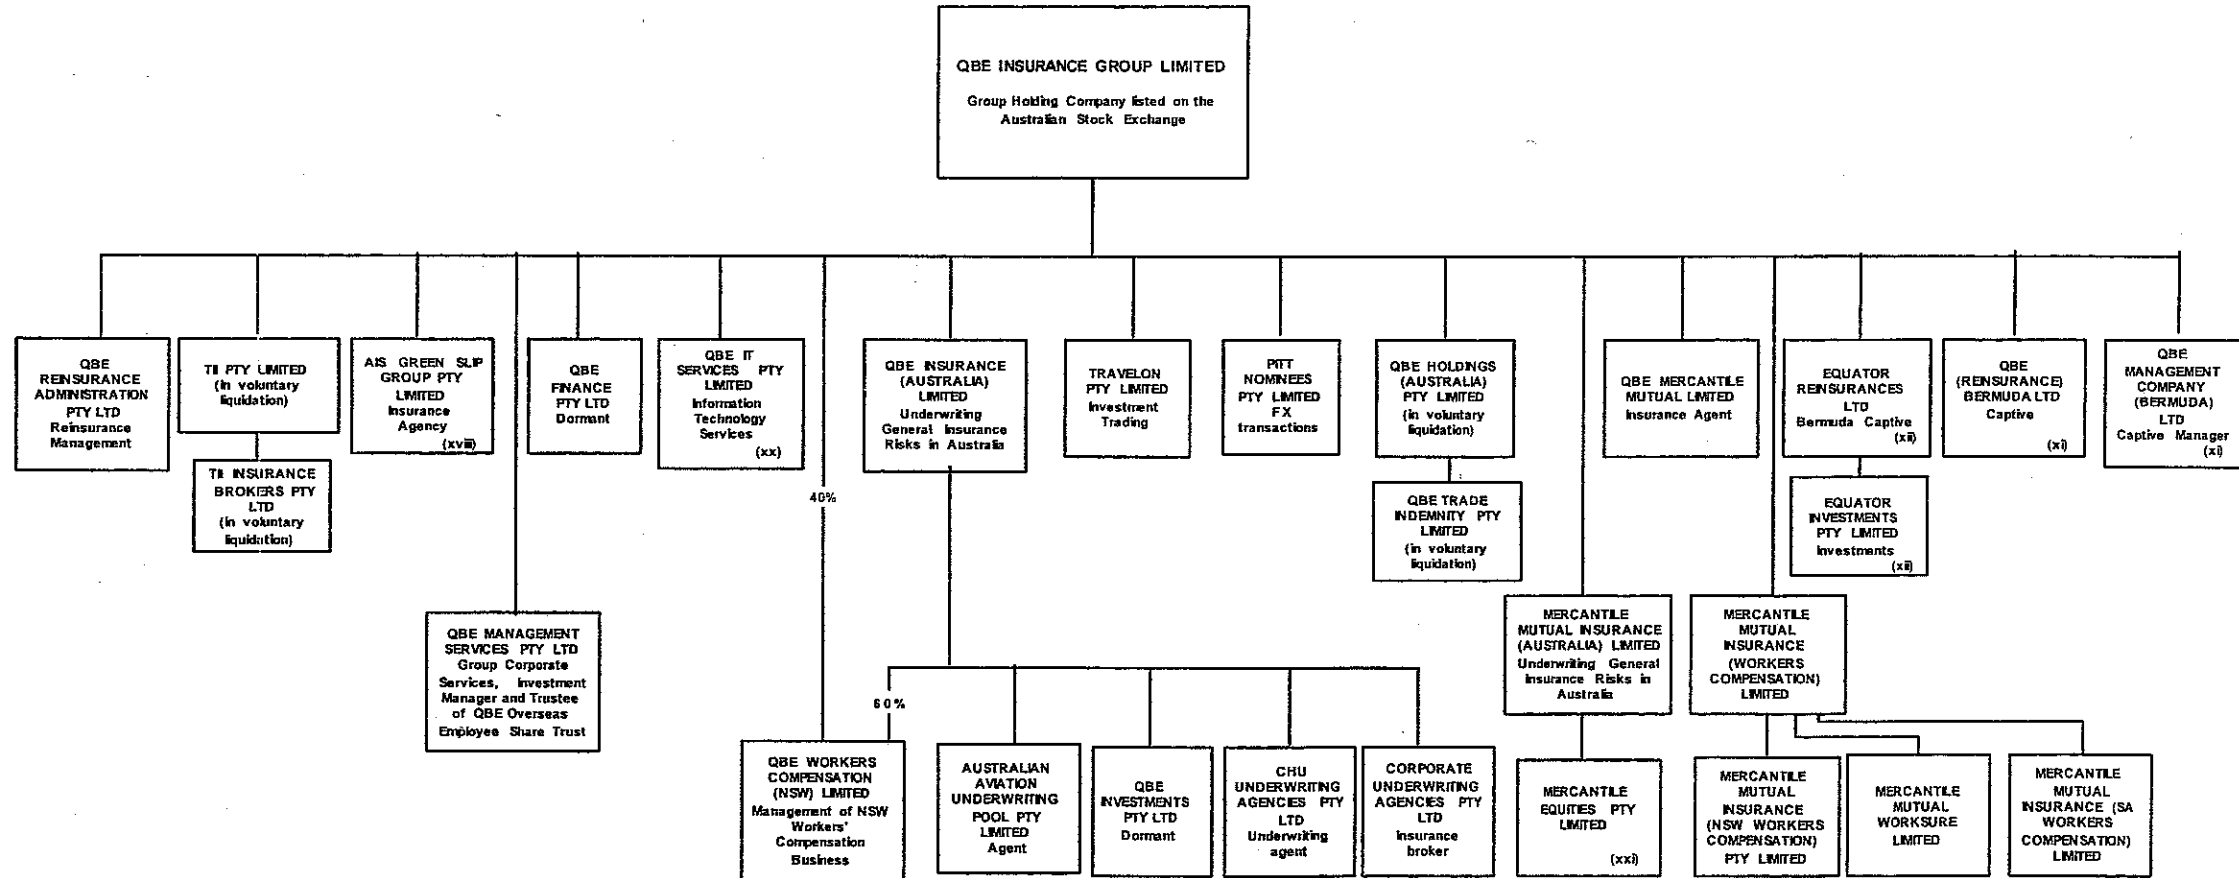 QBE INSURANCE GROUP LIMITED
Group Holding Company listed on the
Australian Stock Exchange
QBE
REINSURANCE
ADMINISTRATION
PTY LTD
Reinsurance
Management
TII PTY LIMITED
(in voluntary
liquidation)
TII INSURANCE
BROKERS PTY
LTD
(in voluntary
liquidation)
AIS GREEN SLIP
GROUP PTY
LIMITED
Insurance
Agency
(xviii)
QBE
FINANCE
PTY LTD
Dormant
QBE IT
SERVICES PTY
LIMITED
Information
Technology
Services
(xx)
QBE INSURANCE
(AUSTRALIA)
LIMITED
Underwriting
General Insurance
Risks in Australia
TRAVELON
PTY LIMITED
Investment
Trading
PITT
NOMINEES
PTY LIMITED
FX
transactions
QBE HOLDINGS
(AUSTRALIA)
PTY LIMITED
(in voluntary
liquidation)
QBE TRADE
INDEMNITY PTY
LIMITED
(in voluntary
liquidation)
QBE MERCANTILE
MUTUAL LIMITED
Insurance Agent
EQUATOR
REINSURANCES
LTD
Bermuda Captive
(xii)
EQUATOR
INVESTMENTS
PTY LIMITED
Investments
(xii)
QBE
(REINSURANCE)
BERMUDA LTD
Captive
(xi)
QBE
MANAGEMENT
COMPANY
(BERMUDA)
LTD
Captive Manager
(xi)
40%
QBE MANAGEMENT
SERVICES PTY LTD
Group Corporate
Services, Investment
Manager and Trustee
of QBE Overseas
Employee Share Trust
MERCANTILE
MUTUAL INSURANCE
(AUSTRALIA) LIMITED
Underwriting General
Insurance Risks in
Australia
MERCANTILE
MUTUAL
INSURANCE
(WORKERS
COMPENSATION)
LIMITED
60%
QBE WORKERS
COMPENSATION
(NSW) LIMITED
Management of NSW
Workers'
Compensation
Business
AUSTRALIAN
AVIATION
UNDERWRITING
POOL PTY
LIMITED
Agent
QBE
INVESTMENTS
PTY LTD
Dormant
CHU
UNDERWRITING
AGENCIES PTY
LTD
Underwriting
agent
CORPORATE
UNDERWRITING
AGENCIES PTY
LTD
Insurance
broker
MERCANTILE
EQUITIES PTY
LIMITED
(xxi)
MERCANTILE
MUTUAL
INSURANCE
(NSW WORKERS
COMPENSATION)
PTY LIMITED
MERCANTILE
MUTUAL
WORKSURE
LIMITED
MERCANTILE
MUTUAL
INSURANCE (SA
WORKERS
COMPENSATION)
LIMITED